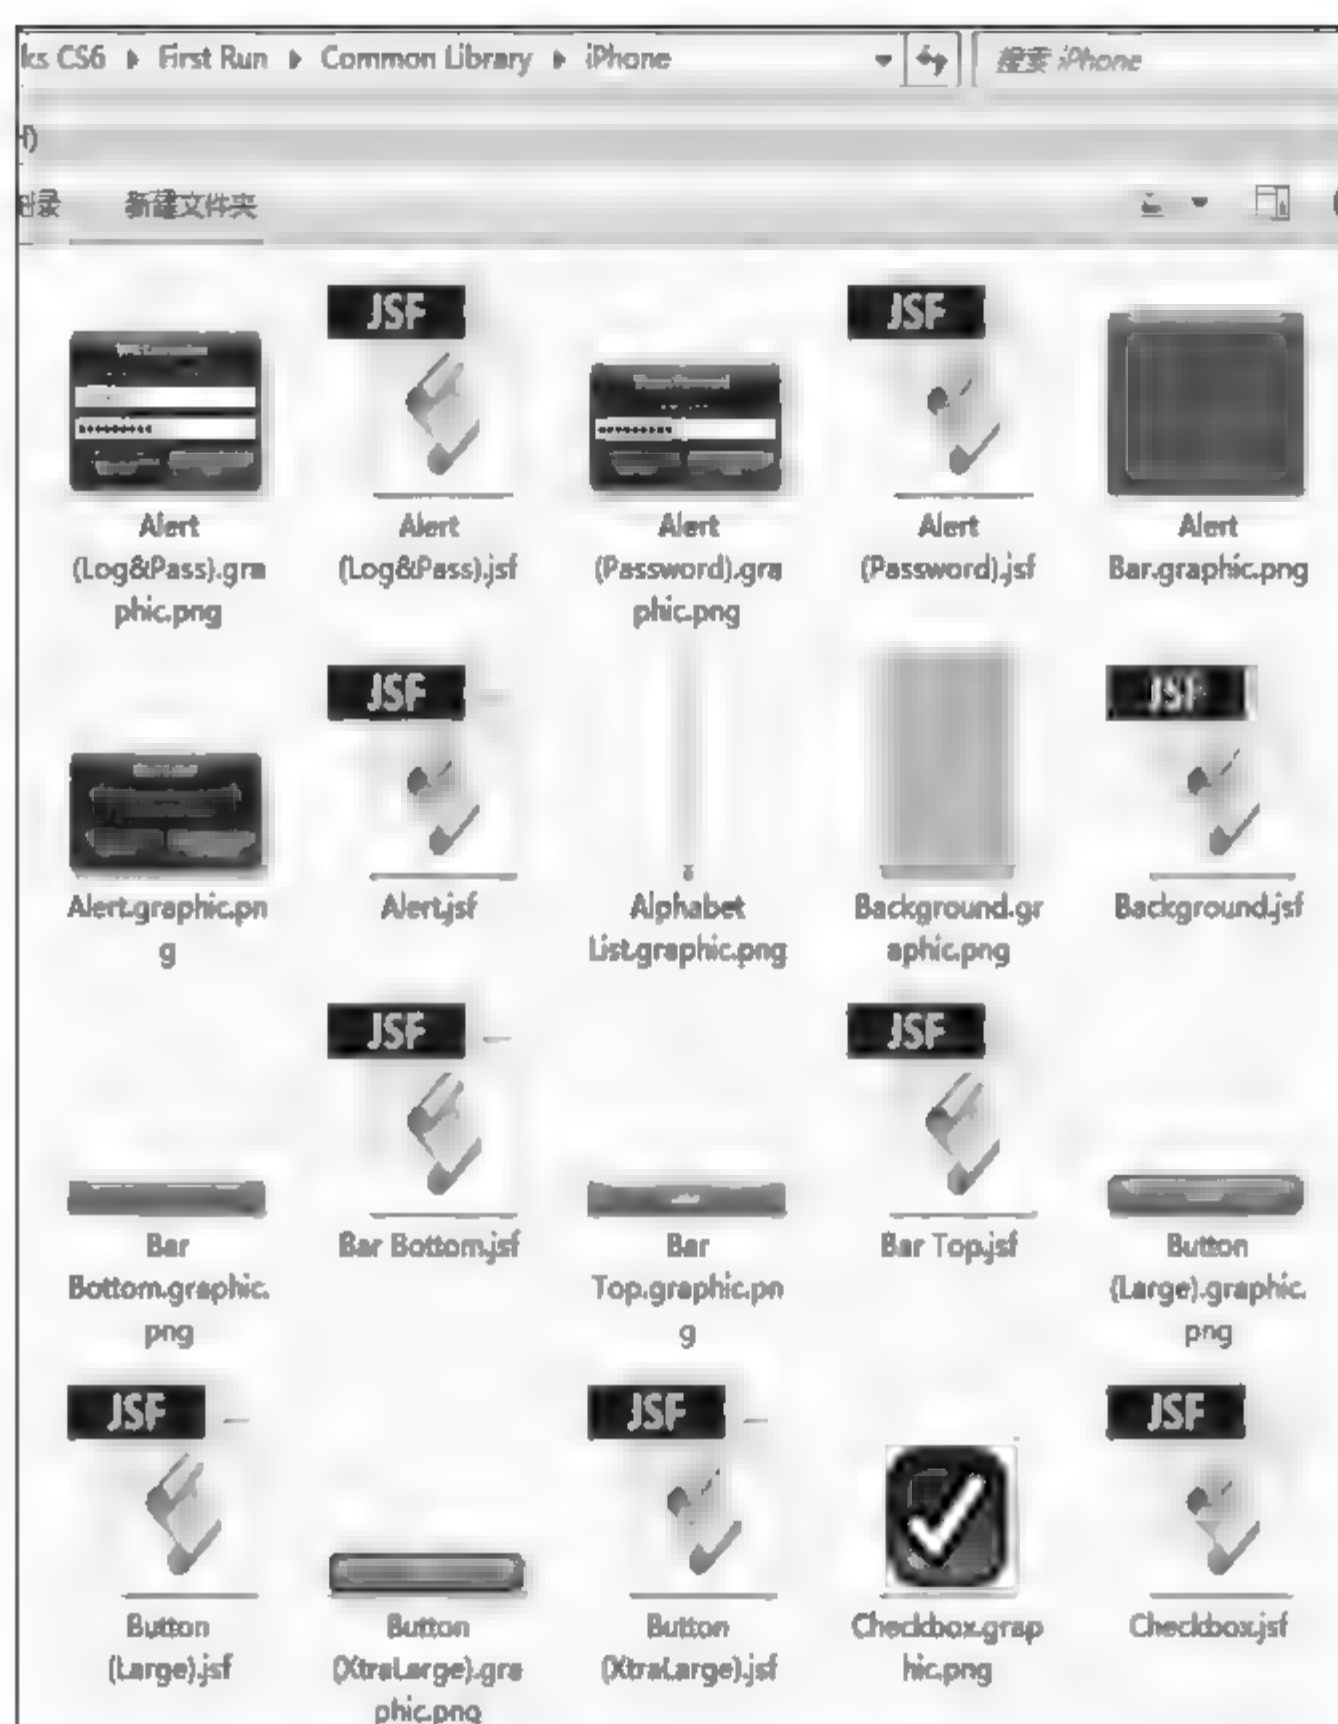 ks CS6 ▸ First Run ▸ Common Library ▸ iPhone
搜索 iPhone
新建文件夹
JSF
JSF
Alert
(Log&Pass).gra
phic.png
Alert
(Log&Pass).jsf
Alert
(Password).gra
phic.png
Alert
(Password).jsf
Alert
Bar.graphic.png
JSF
JSF
Alert.graphic.pn
g
Alert.jsf
Alphabet
List.graphic.png
Background.gr
aphic.png
Background.jsf
JSF
JSF
Bar
Bottom.graphic.
png
Bar Bottom.jsf
Bar
Top.graphic.pn
g
Bar Top.jsf
Button
(Large).graphic.
png
JSF
JSF
JSF
Button
(Large).jsf
Button
(XtraLarge).gra
phic.png
Button
(XtraLarge).jsf
Checkbox.grap
hic.png
Checkbox.jsf